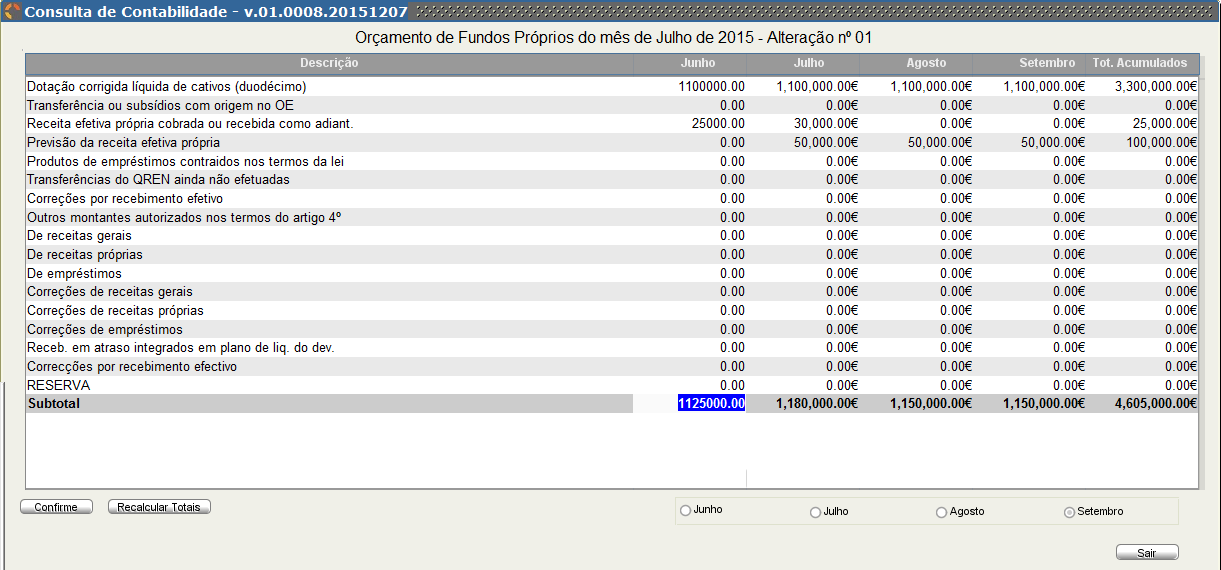 Consulta de Contabilidade - v.01.0008.20151207
Orçamento de Fundos Próprios do mês de Julho de 2015 - Alteração nº 01
Descrição Junho Julho Agosto Setembro Tot. Acumulados
Dotação corrigida líquida de cativos (duodécimo) 1100000.00 1,100,000.00€ 1,100,000.00€ 1,100,000.00€ 3,300,000.00€
Transferência ou subsídios com origem no OE 0.00 0.00€ 0.00€ 0.00€ 0.00€
Receita efetiva própria cobrada ou recebida como adiant. 25000.00 30,000.00€ 0.00€ 0.00€ 25,000.00€
Previsão da receita efetiva própria 0.00 50,000.00€ 50,000.00€ 50,000.00€ 100,000.00€
Produtos de empréstimos contraidos nos termos da lei 0.00 0.00€ 0.00€ 0.00€ 0.00€
Transferências do QREN ainda não efetuadas 0.00 0.00€ 0.00€ 0.00€ 0.00€
Correções por recebimento efetivo 0.00 0.00€ 0.00€ 0.00€ 0.00€
Outros montantes autorizados nos termos do artigo 4º 0.00 0.00€ 0.00€ 0.00€ 0.00€
De receitas gerais 0.00 0.00€ 0.00€ 0.00€ 0.00€
De receitas próprias 0.00 0.00€ 0.00€ 0.00€ 0.00€
De empréstimos 0.00 0.00€ 0.00€ 0.00€ 0.00€
Correções de receitas gerais 0.00 0.00€ 0.00€ 0.00€ 0.00€
Correções de receitas próprias 0.00 0.00€ 0.00€ 0.00€ 0.00€
Correções de empréstimos 0.00 0.00€ 0.00€ 0.00€ 0.00€
Receb. em atraso integrados em plano de liq. do dev. 0.00 0.00€ 0.00€ 0.00€ 0.00€
Correcções por recebimento efectivo 0.00 0.00€ 0.00€ 0.00€ 0.00€
RESERVA 0.00 0.00€ 0.00€ 0.00€ 0.00€
Subtotal 1125000.00 1,180,000.00€ 1,150,000.00€ 1,150,000.00€ 4,605,000.00€
Confirme Recalcular Totais Junho Julho Agosto Setembro
Sair